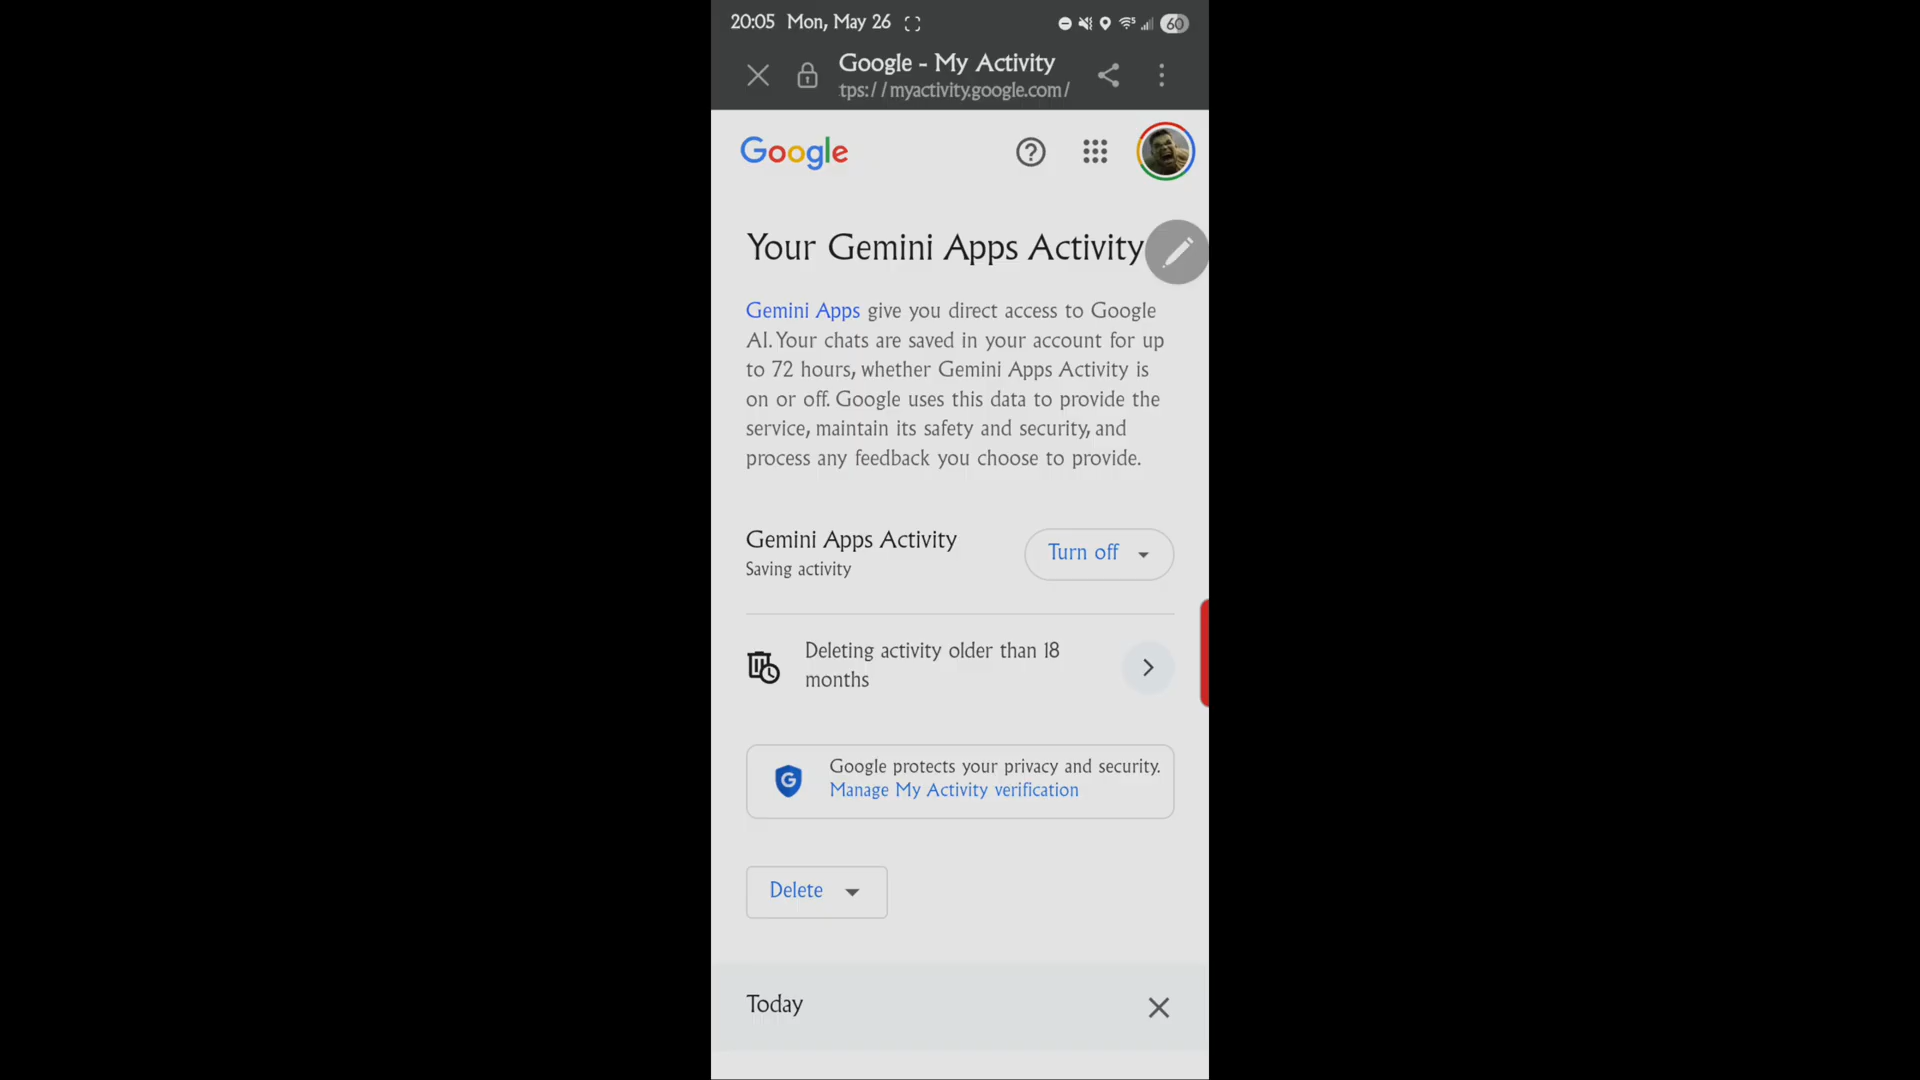 20:05 Mon, May 26
60
Google - My Activity
tps://myactivity.google.com/
Google
Your Gemini Apps Activity
Gemini Apps give you direct access to Google
AI. Your chats are saved in your account for up
to 72 hours, whether Gemini Apps Activity is
on or off. Google uses this data to provide the
service, maintain its safety and security, and
process any feedback you choose to provide.
Gemini Apps Activity
Saving activity
Turn off
Deleting activity older than 18
months
Google protects your privacy and security.
Manage My Activity verification
Delete
Today